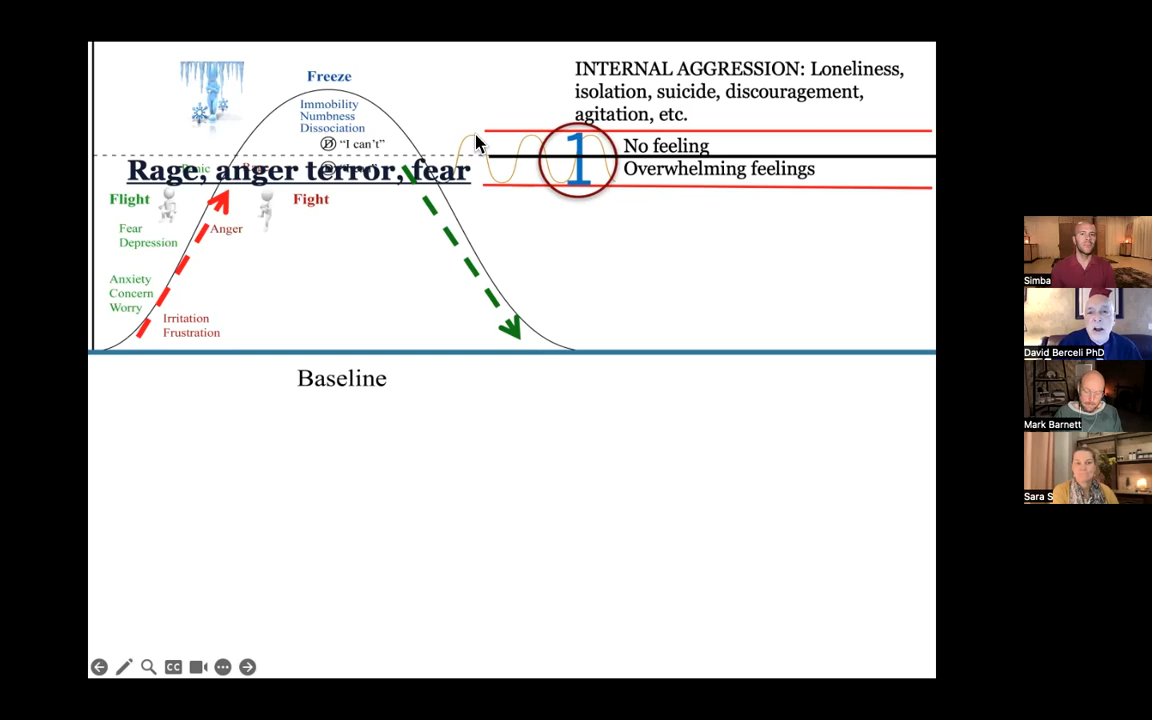 Freeze
Immobility
Numbness
Dissociation
"I can't"
INTERNAL AGGRESSION: Loneliness,
isolation, suicide, discouragement,
agitation, etc.
No feeling
1
Overwhelming feelings
Rage, anger terror, fear
Flight
Fight
Fear
Depression
Anger
Anxiety
Concern
Worry
Irritation
Frustration
Baseline
Simba
David Berceli PhD
Mark Barnett
Sara S
CC